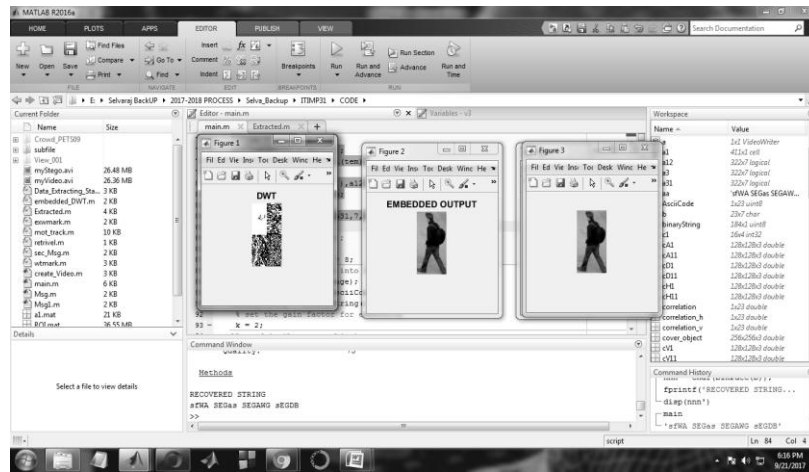 MATLAB R2016a
HOME PLOTS APPS EDITOR PUBLISH VIEW
Search Documentation
New Open Save Find Files Compare Print Go To Find
Insert Comment Indent fx Breakpoints Run Run and Advance Run Section Advance Run and Time
FILE NAVIGATE EDIT BREAKPOINTS RUN
E: Selvaraj BackUP 2017-2018 PROCESS Selva_Backup ITIMP31 CODE
Current Folder
Name Size
Crowd_PETS09
subfile
View_001
myStego.avi 26.48 MB
myVideo.avi 26.36 MB
Data_Extracting_Sta... 3 KB
embedded_DWT.m 2 KB
Extracted.m 4 KB
exwmark.m 2 KB
mot_track.m 10 KB
retrivel.m 1 KB
sec_Msg.m 2 KB
wtmark.m 3 KB
create_Video.m 3 KB
main.m 6 KB
Msg.m 2 KB
Msg1.m 2 KB
a1.mat 21 KB
ROI.mat 36.55 MB
Details
Select a file to view details
Editor - main.m
Variables - v3
main.m Extracted.m
Figure 1
DWT
Figure 2
EMBEDDED OUTPUT
Figure 3
92 % set the gain factor for
93 - k = 2;
Command Window
Methods
RECOVERED STRING
sfWA SEGas SEGAWG sEGDB
>>
Workspace
Name Value
a 1x1 VideoWriter
a1 411x1 cell
a12 322x7 logical
a3 322x7 logical
a31 322x7 logical
aa 'sfWA SEGas SEGAW...
AsciiCode 1x23 uint8
b 23x7 char
binaryString 184x1 uint8
c1 16x4 int32
cA1 128x128x3 double
cA11 128x128x3 double
cD1 128x128x3 double
cD11 128x128x3 double
cH1 128x128x3 double
cH11 128x128x3 double
correlation 1x23 double
correlation_h 1x23 double
correlation_v 1x23 double
cover_object 256x256x3 double
cV1 128x128x3 double
cV11 128x128x3 double
Command History
fprintf('RECOVERED STRING...
disp(nnn')
main
'sfWA SEGas SEGAWG sEGDB'
script Ln 84 Col 4
6:16 PM
9/21/2017